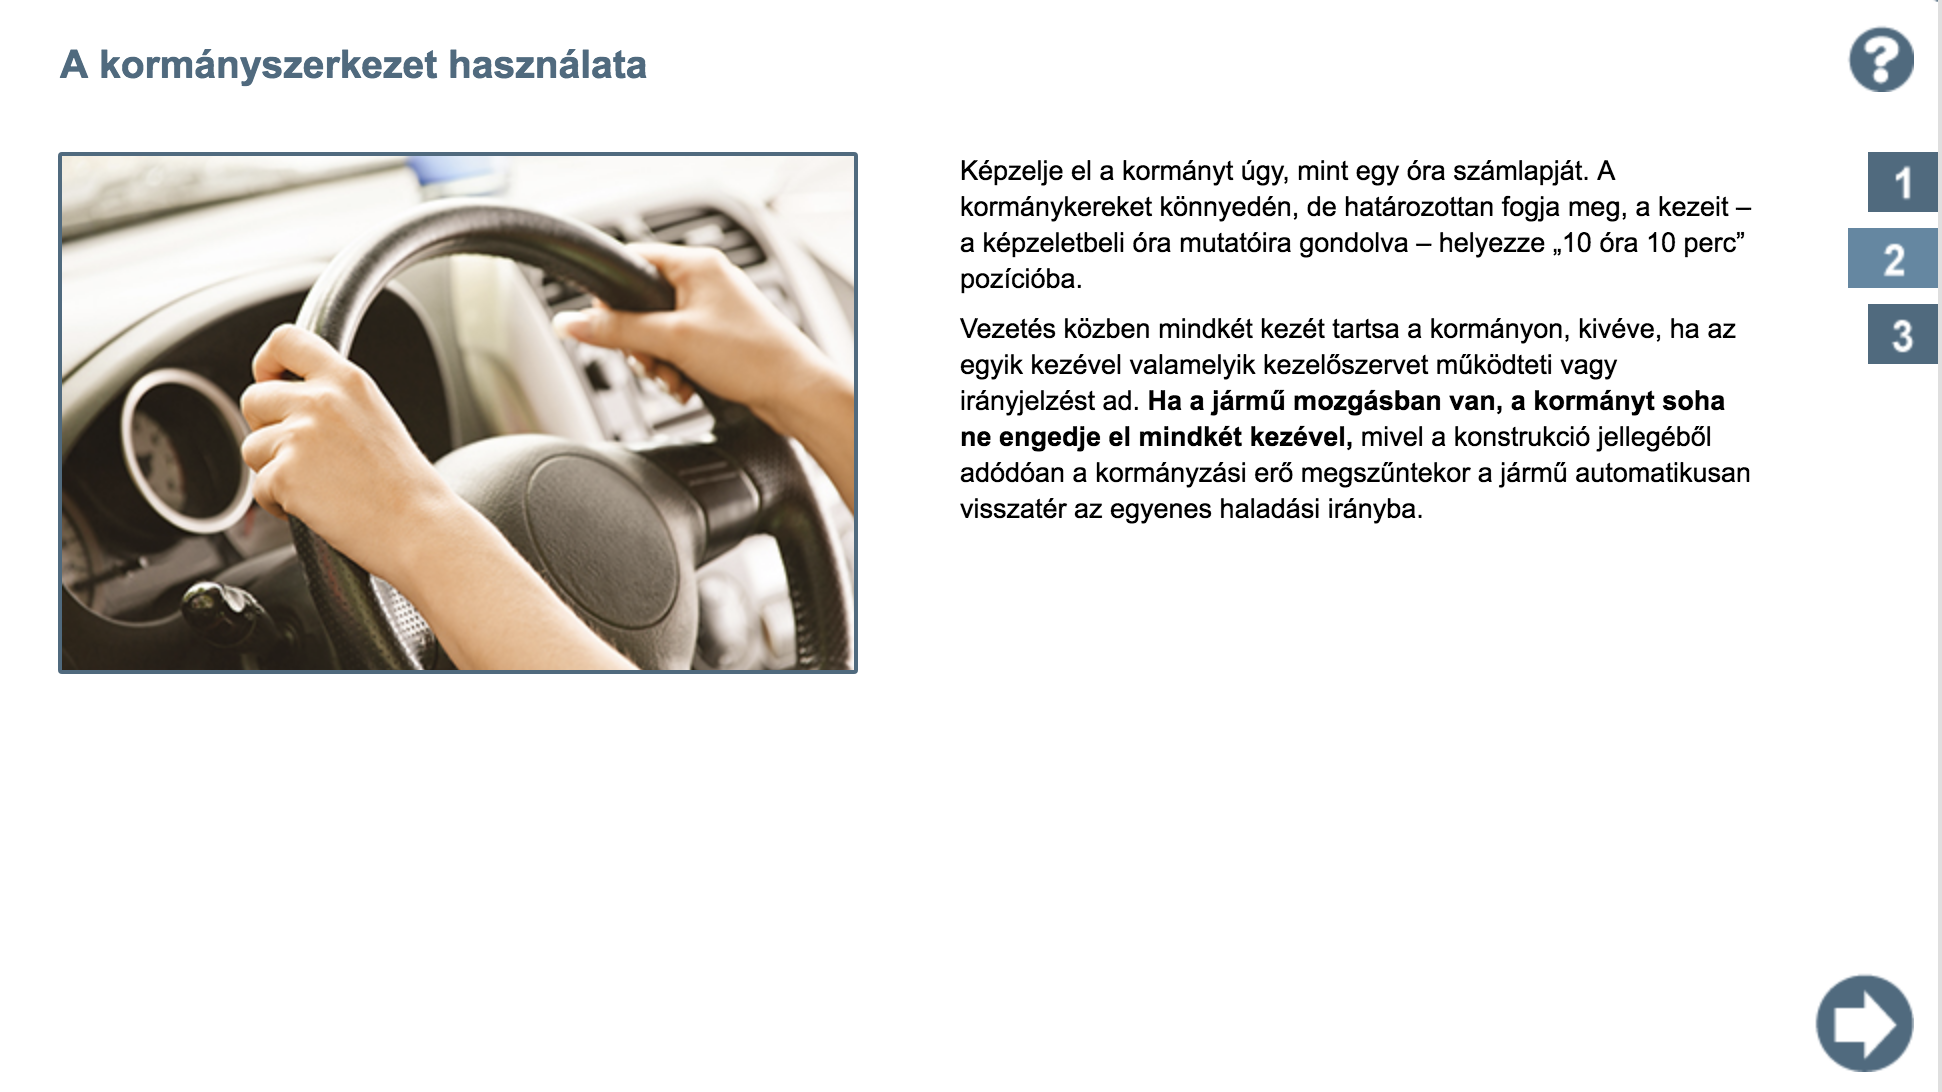 A kormányszerkezet használata
Képzelje el a kormányt úgy, mint egy óra számlapját. A
kormánykereket könnyedén, de határozottan fogja meg, a kezeit –
a képzeletbeli óra mutatóira gondolva – helyezze „10 óra 10 perc”
pozícióba.
Vezetés közben mindkét kezét tartsa a kormányon, kivéve, ha az
egyik kezével valamelyik kezelőszervet működteti vagy
irányjelzést ad. Ha a jármű mozgásban van, a kormányt soha
ne engedje el mindkét kezével, mivel a konstrukció jellegéből
adódóan a kormányzási erő megszűntekor a jármű automatikusan
visszatér az egyenes haladási irányba.
?
1
2
3